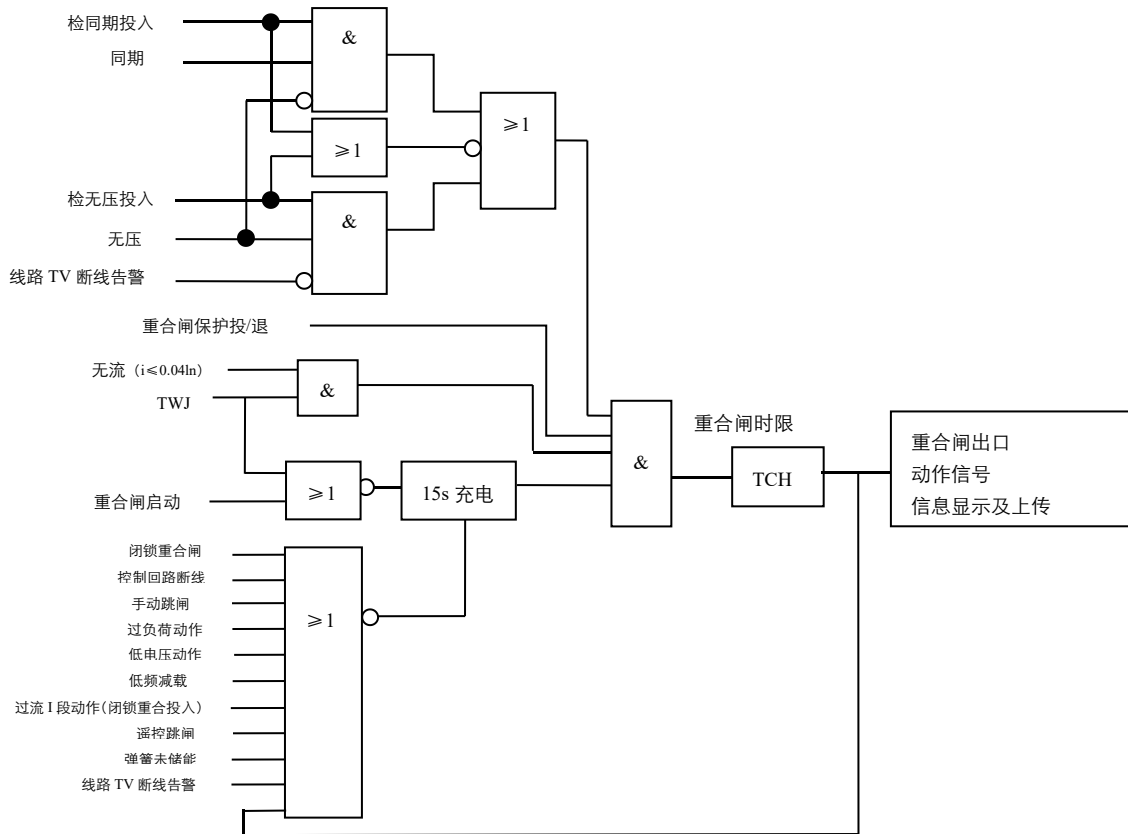 检同期投入
同期
&
≥1
≥1
检无压投入
&
无压
线路 TV 断线告警
重合闸保护投/退
无流（i≤0.04ln）
&
TWJ
重合闸时限
重合闸出口
动作信号
信息显示及上传
&
TCH
≥1
15s 充电
重合闸启动
闭锁重合闸
控制回路断线
手动跳闸
≥1
过负荷动作
低电压动作
低频减载
过流 I 段动作（闭锁重合投入）
遥控跳闸
弹簧未储能
线路 TV 断线告警